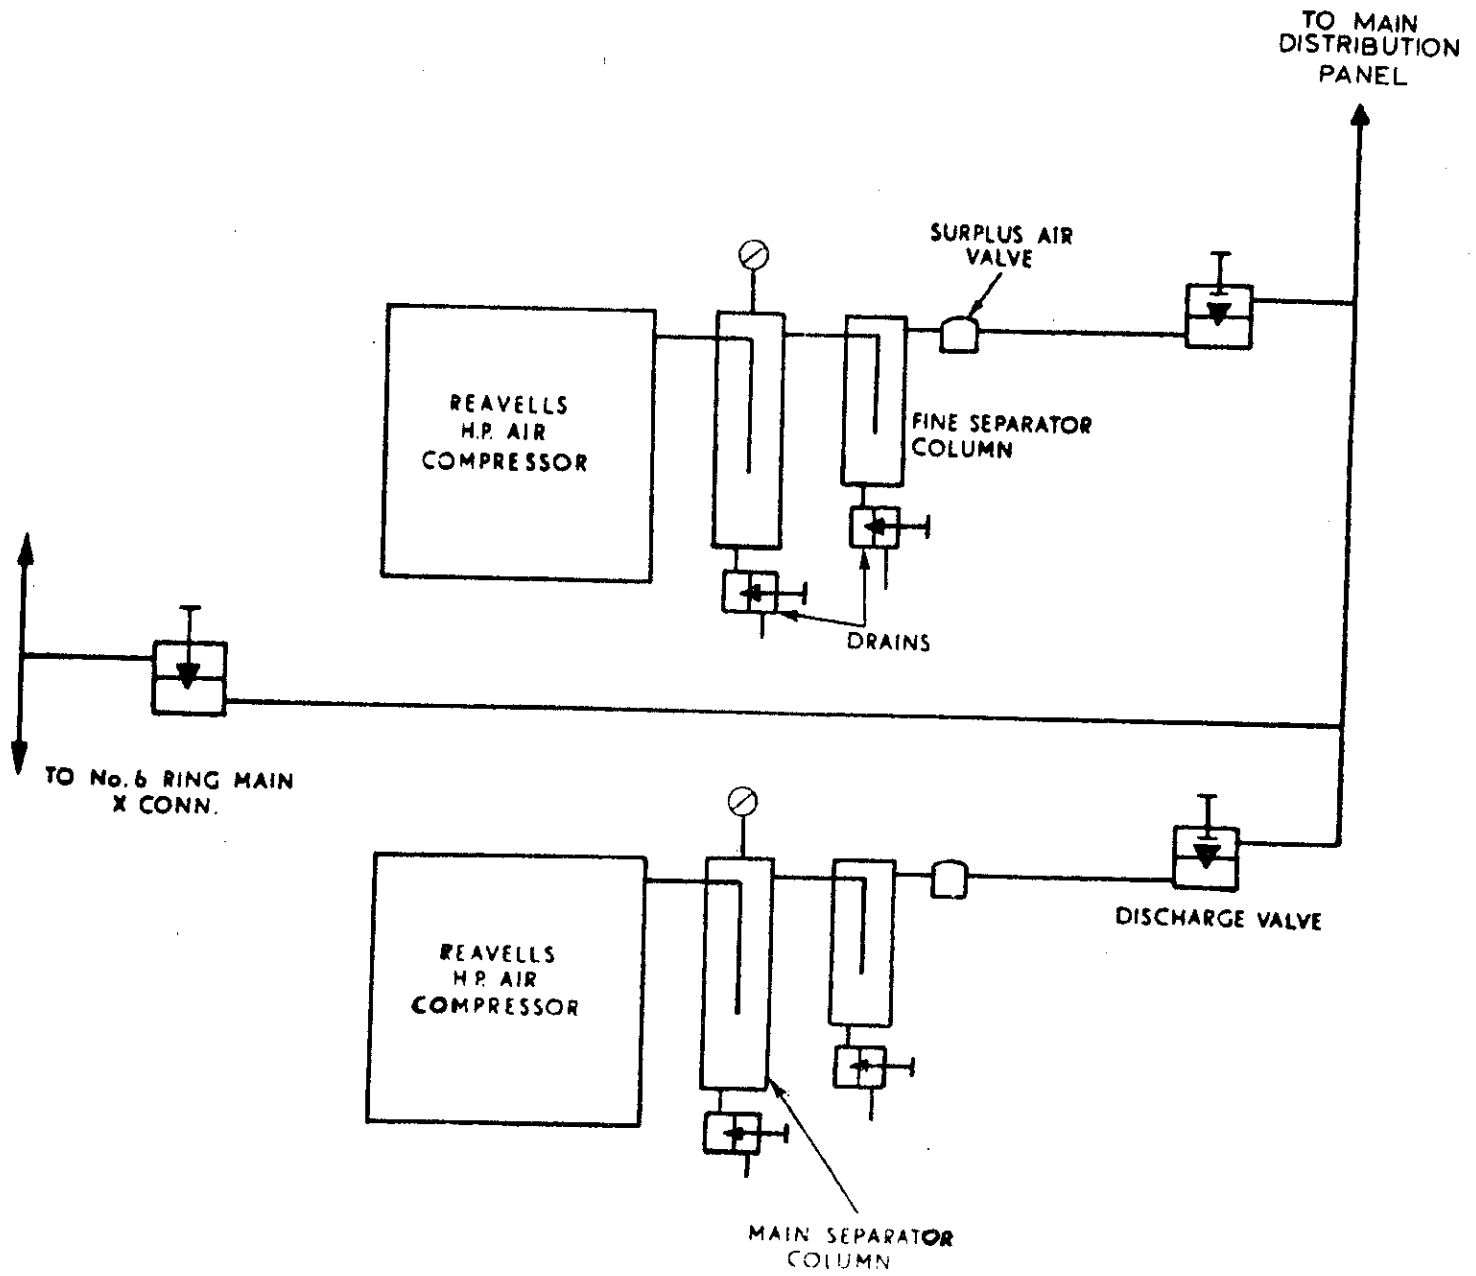 TO MAIN
DISTRIBUTION
PANEL
SURPLUS AIR
VALVE
REAVELLS
H.P. AIR
COMPRESSOR
FINE SEPARATOR
COLUMN
DRAINS
TO No.6 RING MAIN
X CONN.
DISCHARGE VALVE
REAVELLS
H.P. AIR
COMPRESSOR
MAIN SEPARATOR
COLUMN